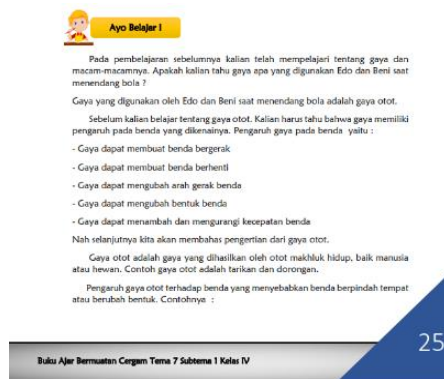 Ayo Belajar !
Pada pembelajaran sebelumnya kalian telah mempelajari tentang gaya dan
macam-macamnya. Apakah kalian tahu gaya apa yang digunakan Edo dan Beni saat
menendang bola ?
Gaya yang digunakan oleh Edo dan Beni saat menendang bola adalah gaya otot.
Sebelum kalian belajar tentang gaya otot. Kalian harus tahu bahwa gaya memiliki
pengaruh pada benda yang dikenainya. Pengaruh gaya pada benda yaitu :
- Gaya dapat membuat benda bergerak
- Gaya dapat membuat benda berhenti
- Gaya dapat mengubah arah gerak benda
- Gaya dapat mengubah bentuk benda
- Gaya dapat menambah dan mengurangi kecepatan benda
Nah selanjutnya kita akan membahas pengertian dari gaya otot.
Gaya otot adalah gaya yang dihasilkan oleh otot makhluk hidup, baik manusia
atau hewan. Contoh gaya otot adalah tarikan dan dorongan.
Pengaruh gaya otot terhadap benda yang menyebabkan benda berpindah tempat
atau berubah bentuk. Contohnya :
25
Buku Ajar Bermuatan Cergam Tema 7 Subtema 1 Kelas IV